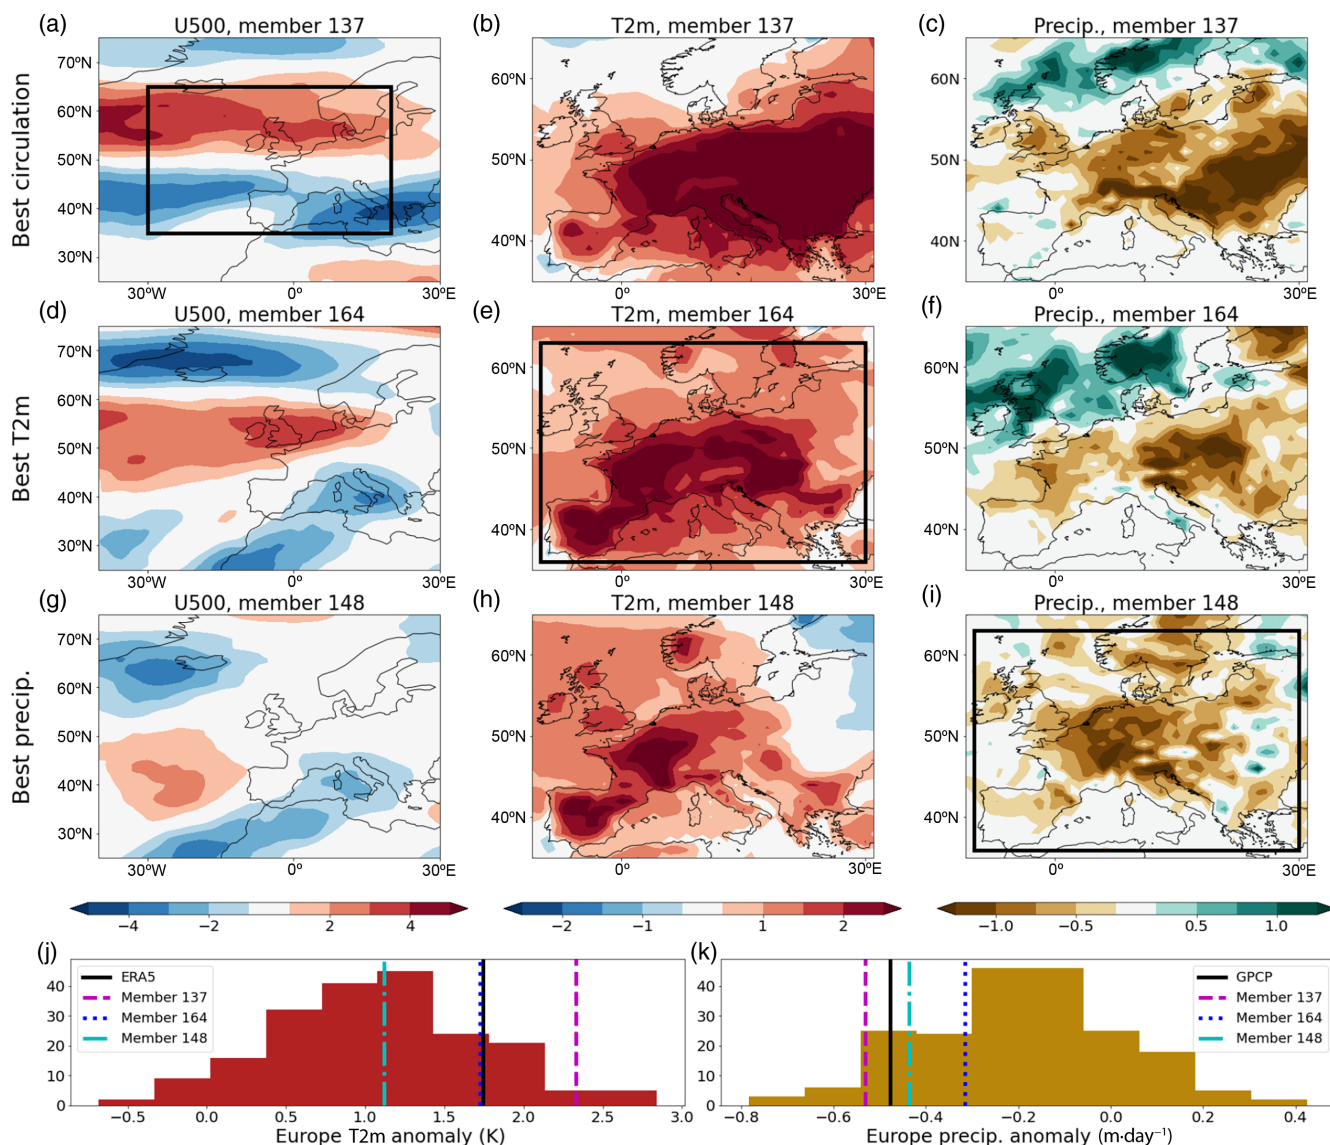 (a) U500, member 137
(b) T2m, member 137
(c) Precip., member 137
Best circulation
70ºN
60ºN
50ºN
40ºN
30ºN
30ºW 0º 30ºE
60ºN
50ºN
40ºN
0º 30ºE
60ºN
50ºN
40ºN
0º 30ºE
(d) U500, member 164
(e) T2m, member 164
(f) Precip., member 164
Best T2m
70ºN
60ºN
50ºN
40ºN
30ºN
30ºW 0º 30ºE
60ºN
50ºN
40ºN
0º 30ºE
60ºN
50ºN
40ºN
0º 30ºE
(g) U500, member 148
(h) T2m, member 148
(i) Precip., member 148
Best precip.
70ºN
60ºN
50ºN
40ºN
30ºN
30ºW 0º 30ºE
60ºN
50ºN
40ºN
0º 30ºE
60ºN
50ºN
40ºN
0º 30ºE
−4 −2 0 2 4
−2 −1 0 1 2
−1.0 −0.5 0.0 0.5 1.0
(j)
ERA5
Member 137
Member 164
Member 148
40
30
20
10
0
−0.5 0.0 0.5 1.0 1.5 2.0 2.5 3.0
Europe T2m anomaly (K)
(k)
GPCP
Member 137
Member 164
Member 148
40
30
20
10
0
−0.8 −0.6 −0.4 −0.2 0.0 0.2 0.4
Europe precip. anomaly (m·day⁻¹)